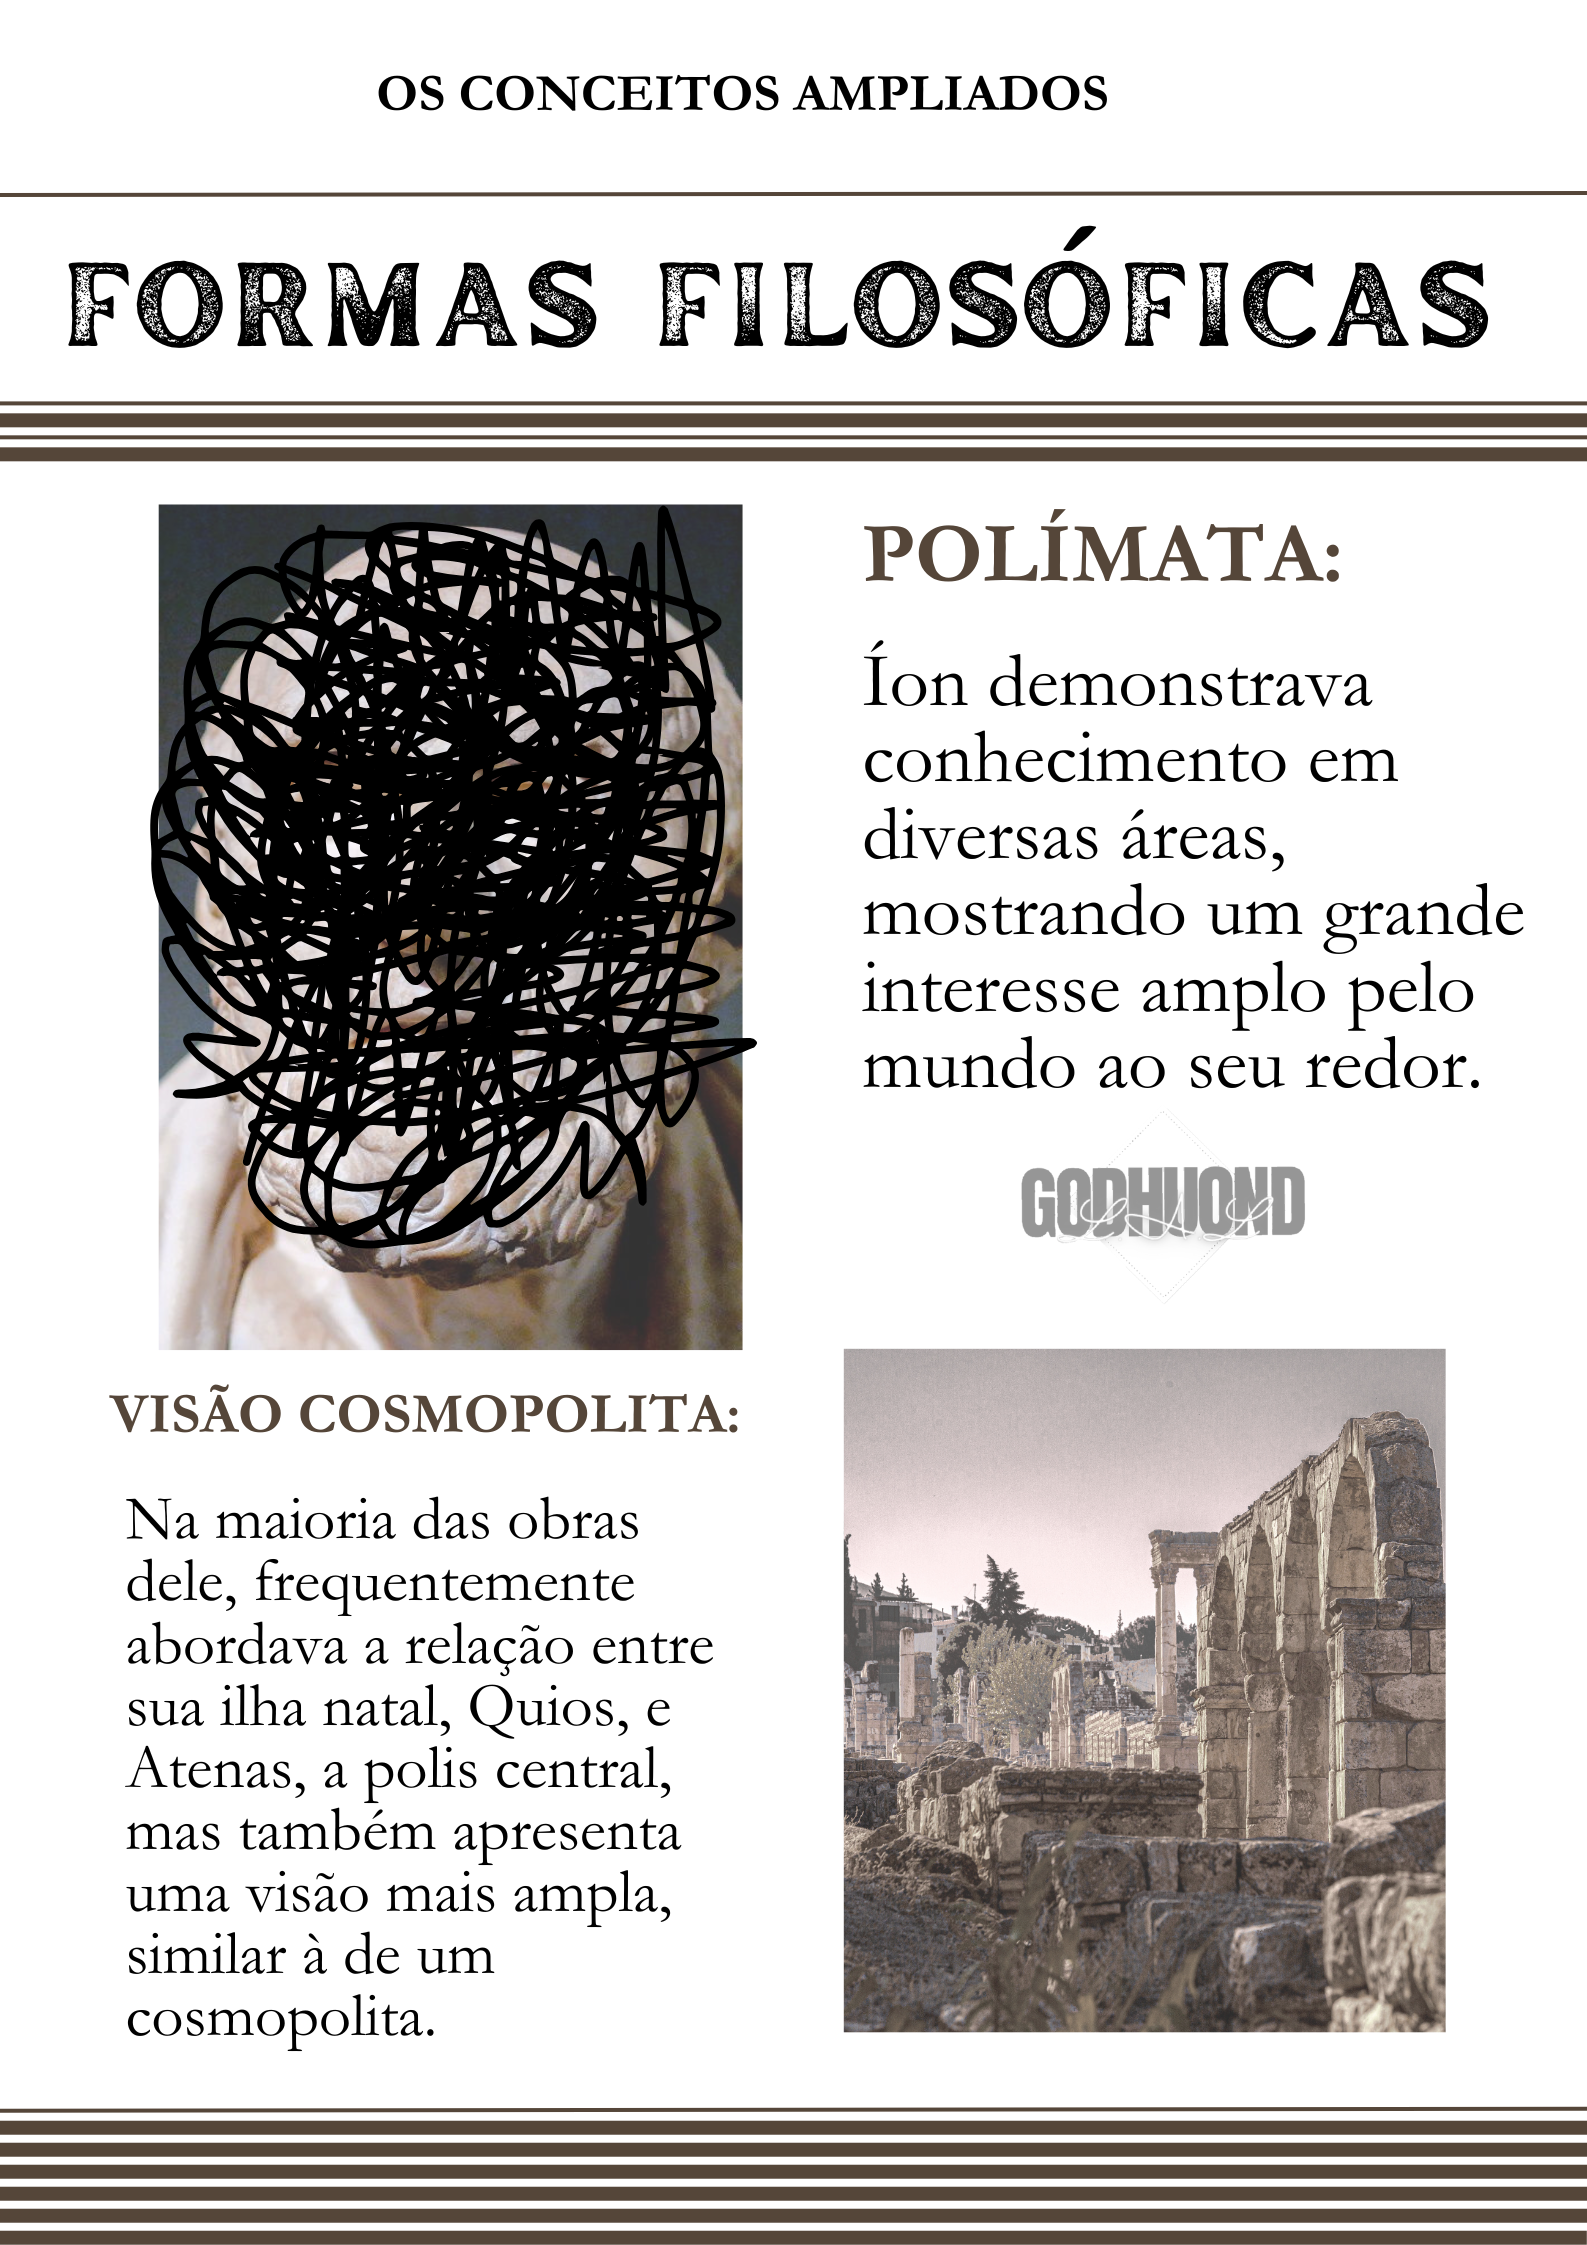 OS CONCEITOS AMPLIADOS
FORMAS FILOSÓFICAS
POLÍMATA:
Íon demonstrava
conhecimento em
diversas áreas,
mostrando um grande
interesse amplo pelo
mundo ao seu redor.
GODHUOND
VISÃO COSMOPOLITA:
Na maioria das obras
dele, frequentemente
abordava a relação entre
sua ilha natal, Quios, e
Atenas, a polis central,
mas também apresenta
uma visão mais ampla,
similar à de um
cosmopolita.